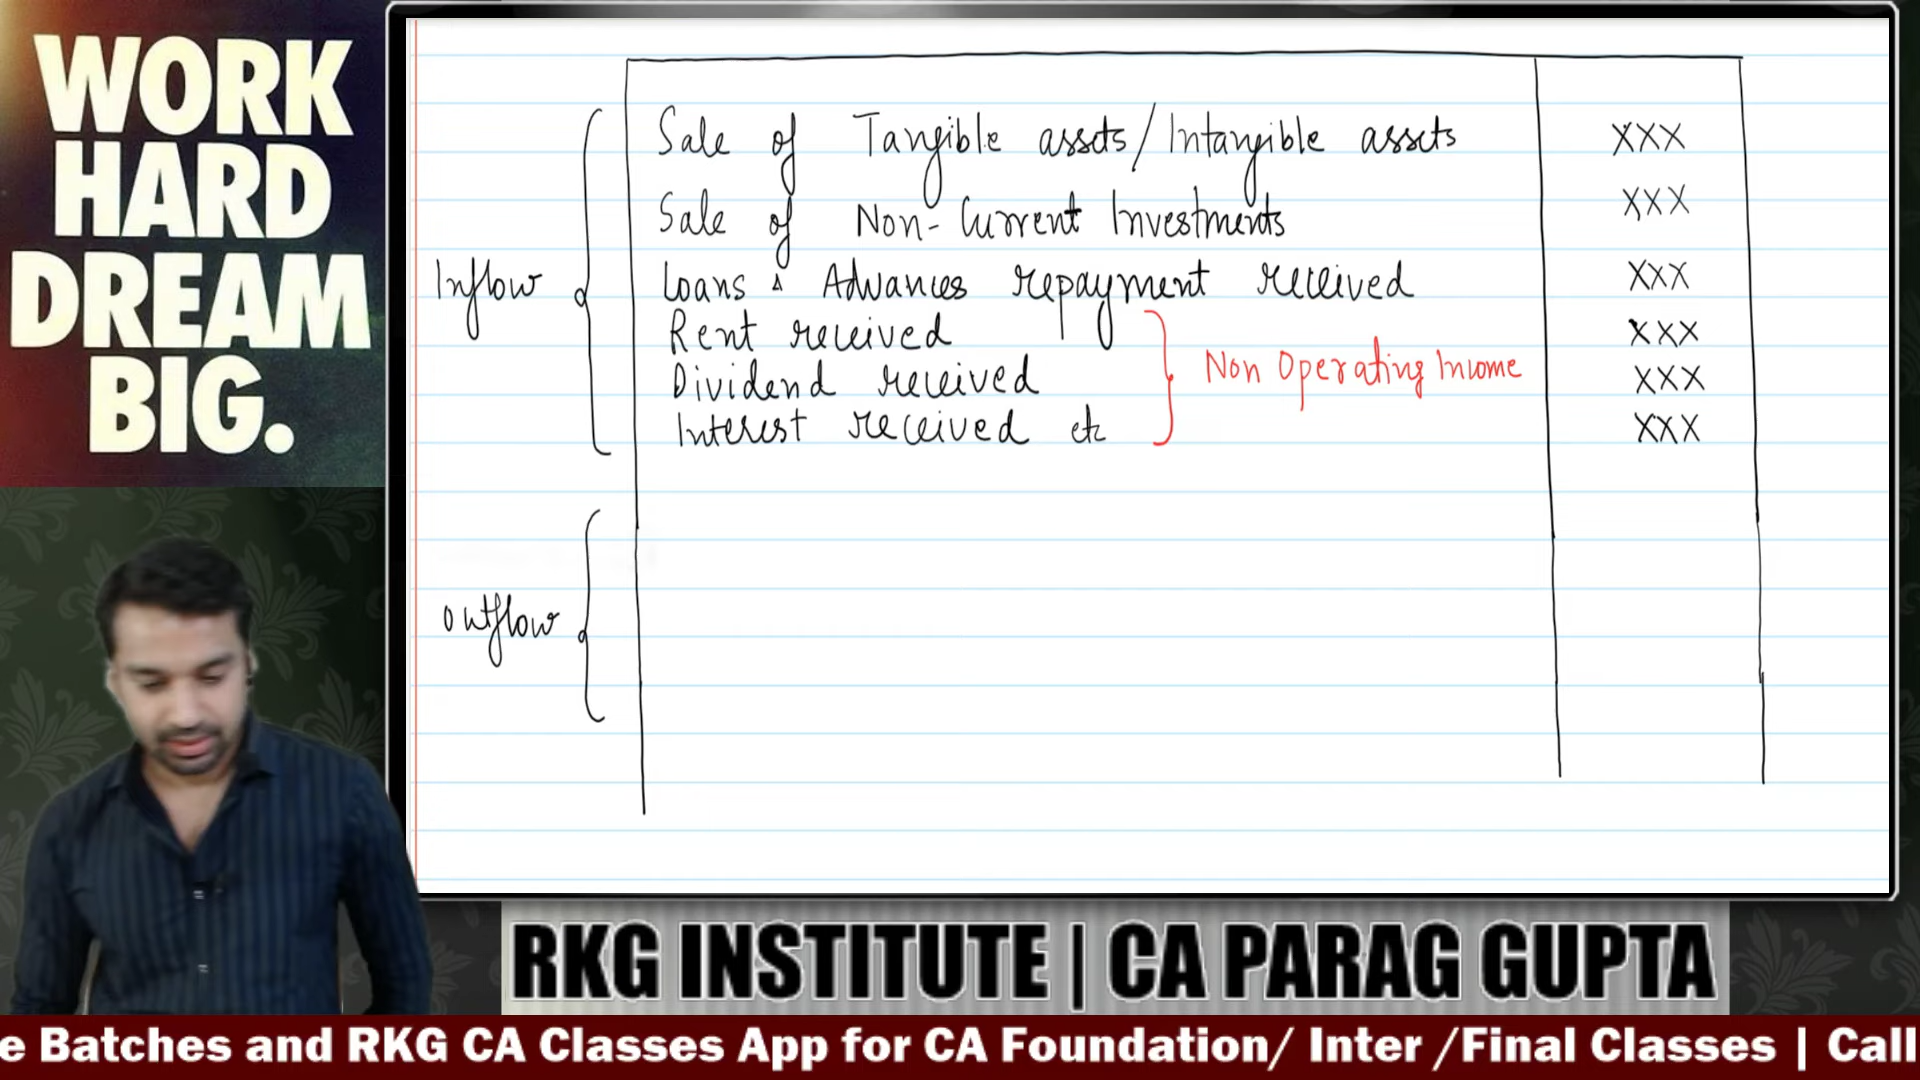 WORK
HARD
DREAM
BIG.
Inflow
Sale of Tangible assets/Intangible assets XXX
Sale of Non-Current Investments XXX
Loans & Advances repayment received XXX
Rent received XXX
Dividend received XXX
Interest received etc XXX
Non Operating Income
Outflow
RKG INSTITUTE | CA PARAG GUPTA
e Batches and RKG CA Classes App for CA Foundation/ Inter /Final Classes | Call